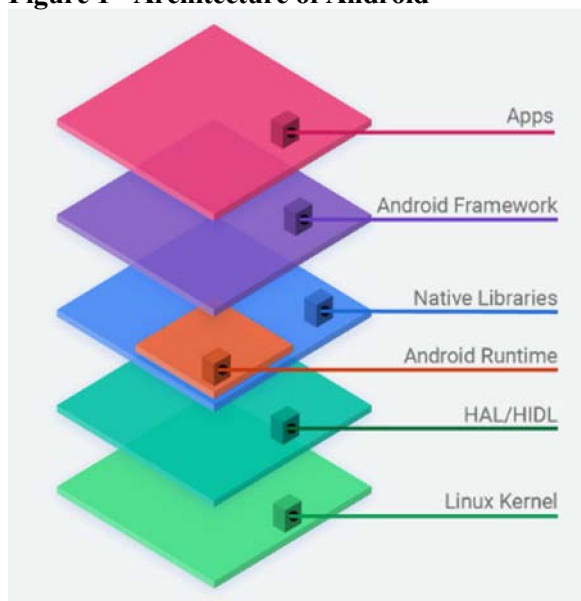 Figure 1 - Architecture of Android
Apps
Android Framework
Native Libraries
Android Runtime
HAL/HIDL
Linux Kernel